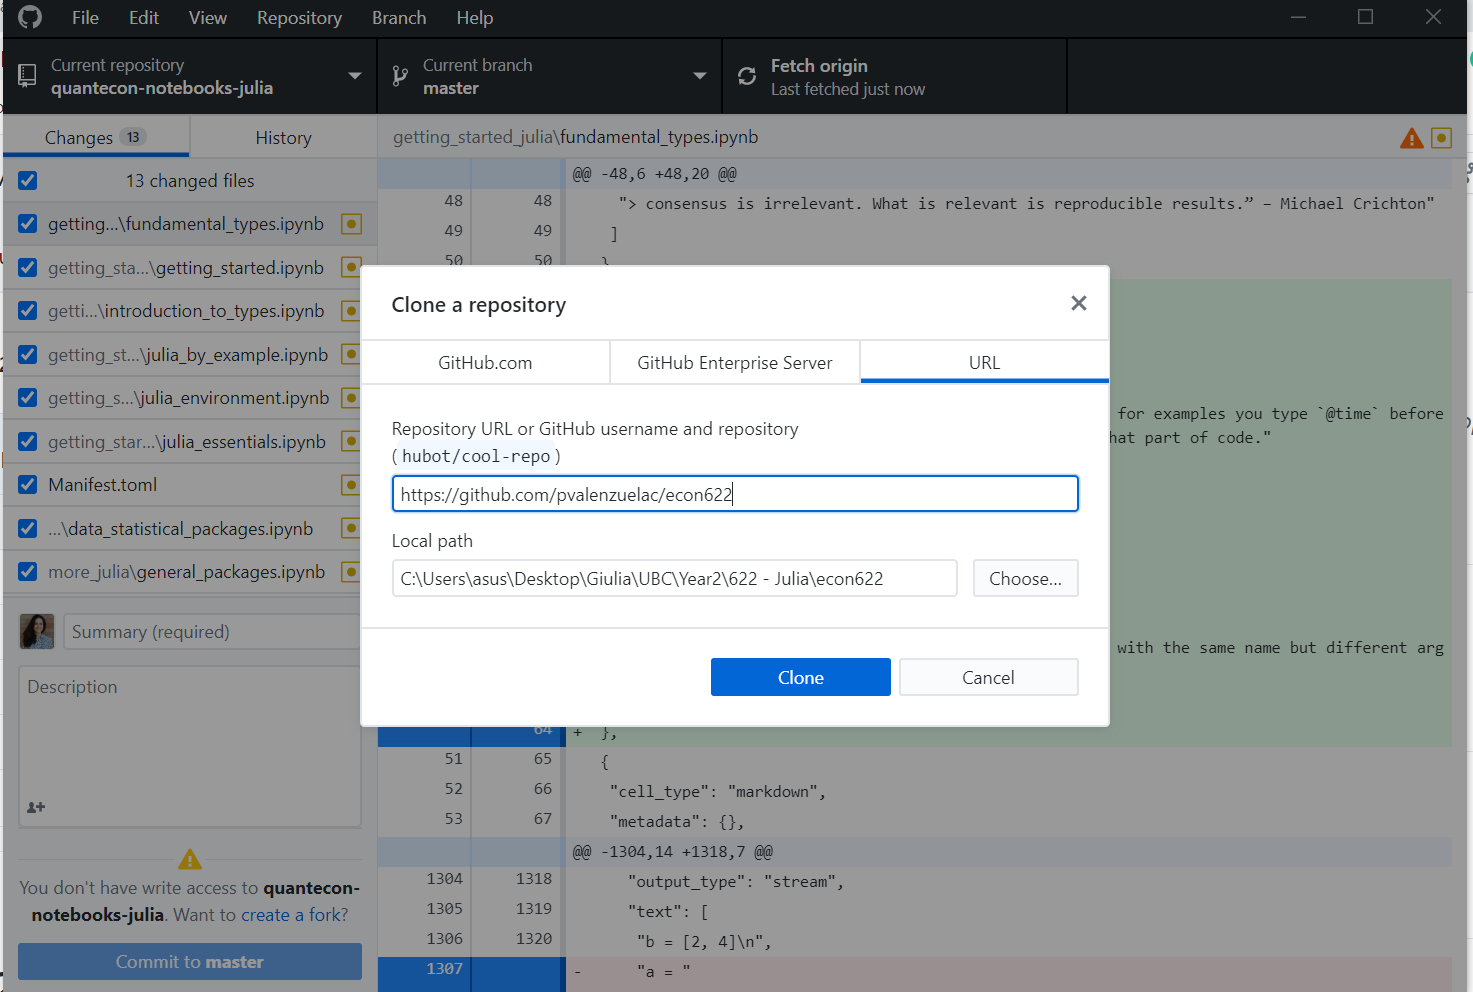 File Edit View Repository Branch Help
Current repository
quantecon-notebooks-julia
Current branch
master
Fetch origin
Last fetched just now
Changes 13 History
getting_started_julia\fundamental_types.ipynb
13 changed files
getting...\fundamental_types.ipynb
getting_sta...\getting_started.ipynb
getti...\introduction_to_types.ipynb
getting_st...\julia_by_example.ipynb
getting_s...\julia_environment.ipynb
getting_star...\julia_essentials.ipynb
Manifest.toml
...\data_statistical_packages.ipynb
more_julia\general_packages.ipynb
Summary (required)
Description
You don't have write access to quantecon-
notebooks-julia. Want to create a fork?
Commit to master
@@ -48,6 +48,20 @@
48 48 "> consensus is irrelevant. What is relevant is reproducible results.” – Michael Crichton"
49 49 ]
50 50 },
for examples you type `@time` before
hat part of code."
with the same name but different arg
64 + },
51 65 {
52 66 "cell_type": "markdown",
53 67 "metadata": {},
@@ -1304,14 +1318,7 @@
1304 1318 "output_type": "stream",
1305 1319 "text": [
1306 1320 "b = [2, 4]\n",
1307 - "a = "
Clone a repository
GitHub.com GitHub Enterprise Server URL
Repository URL or GitHub username and repository
(hubot/cool-repo)
https://github.com/pvalenzuelac/econ622
Local path
C:\Users\asus\Desktop\Giulia\UBC\Year2\622 - Julia\econ622
Choose...
Clone Cancel